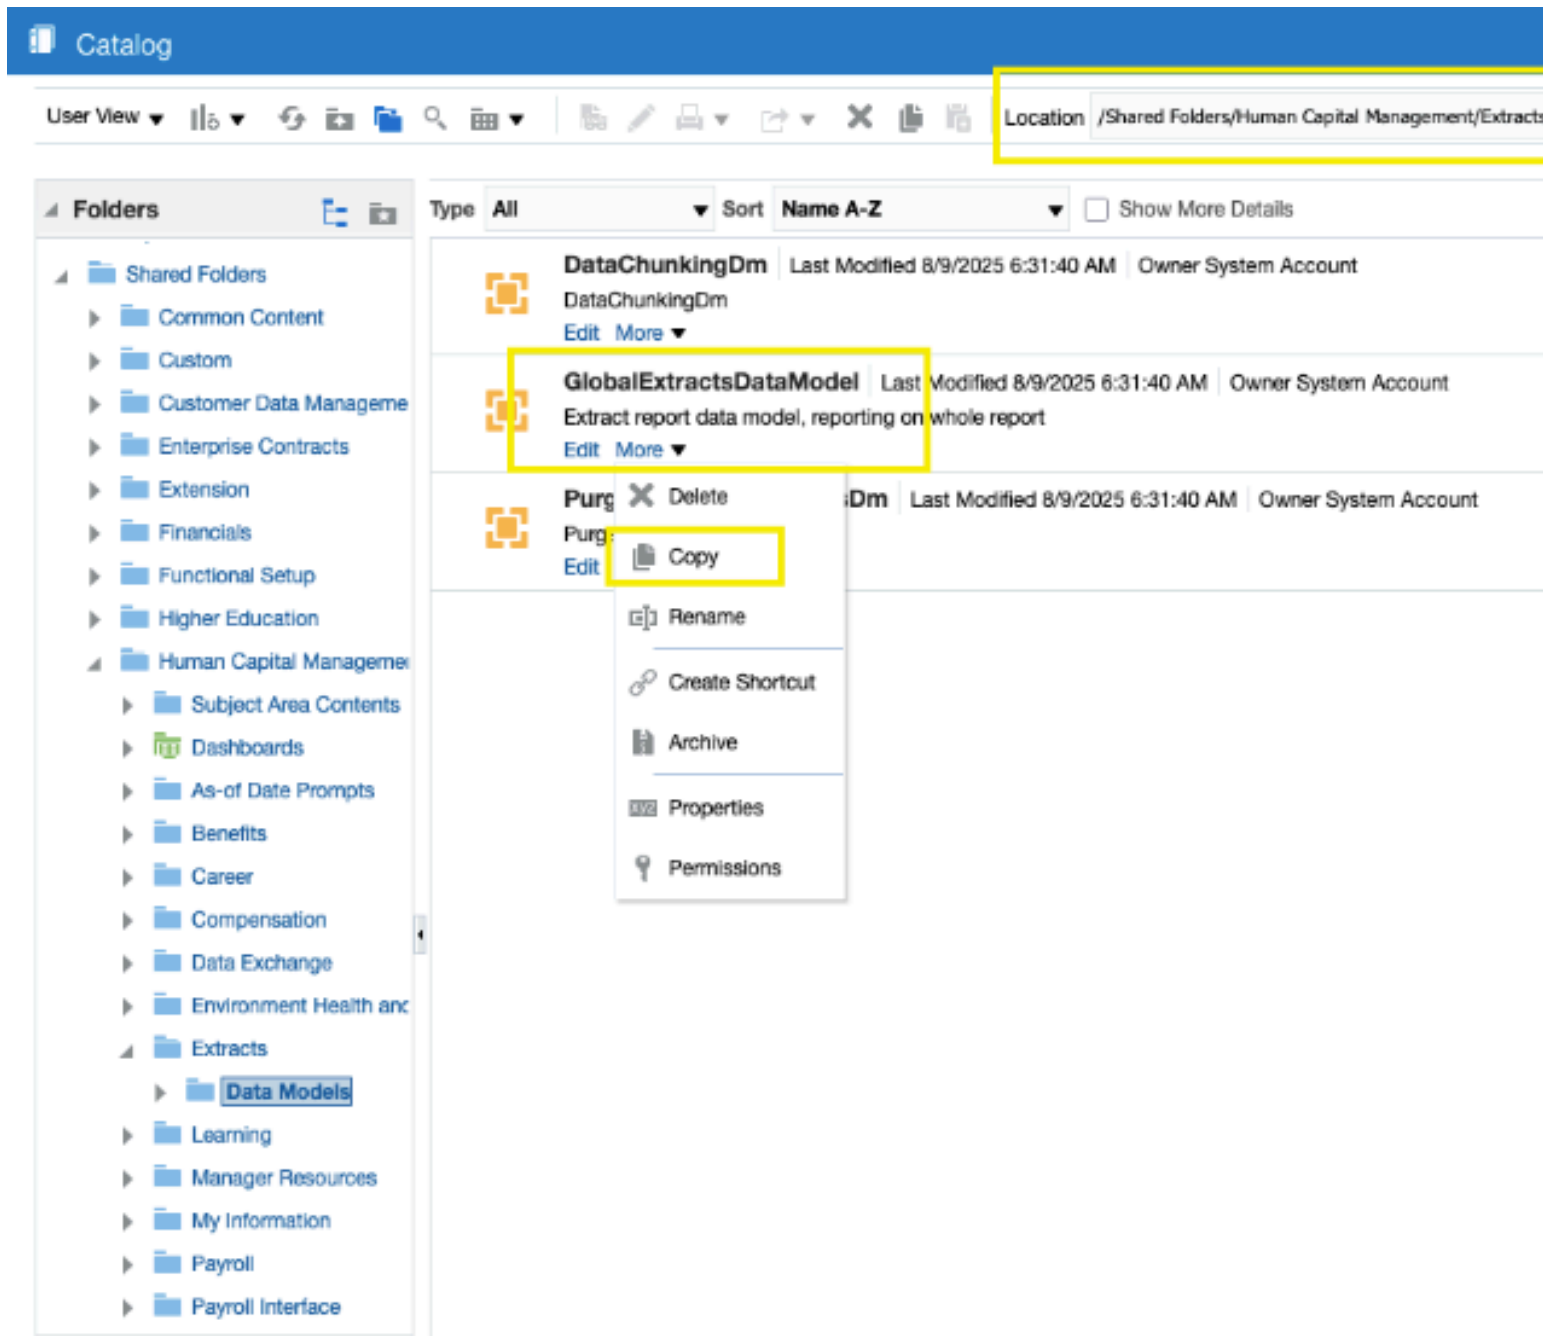 Catalog
User View
Location /Shared Folders/Human Capital Management/Extracts
Folders
Type All Sort Name A-Z Show More Details
Shared Folders
Common Content
Custom
Customer Data Manageme
Enterprise Contracts
Extension
Financials
Functional Setup
Higher Education
Human Capital Managemen
Subject Area Contents
Dashboards
As-of Date Prompts
Benefits
Career
Compensation
Data Exchange
Environment Health and
Extracts
Data Models
Learning
Manager Resources
My Information
Payroll
Payroll Interface
DataChunkingDm Last Modified 8/9/2025 6:31:40 AM Owner System Account
DataChunkingDm
Edit More
GlobalExtractsDataModel Last Modified 8/9/2025 6:31:40 AM Owner System Account
Extract report data model, reporting on whole report
Edit More
Purg sDm Last Modified 8/9/2025 6:31:40 AM Owner System Account
Purg
Edit
Delete
Copy
Rename
Create Shortcut
Archive
Properties
Permissions